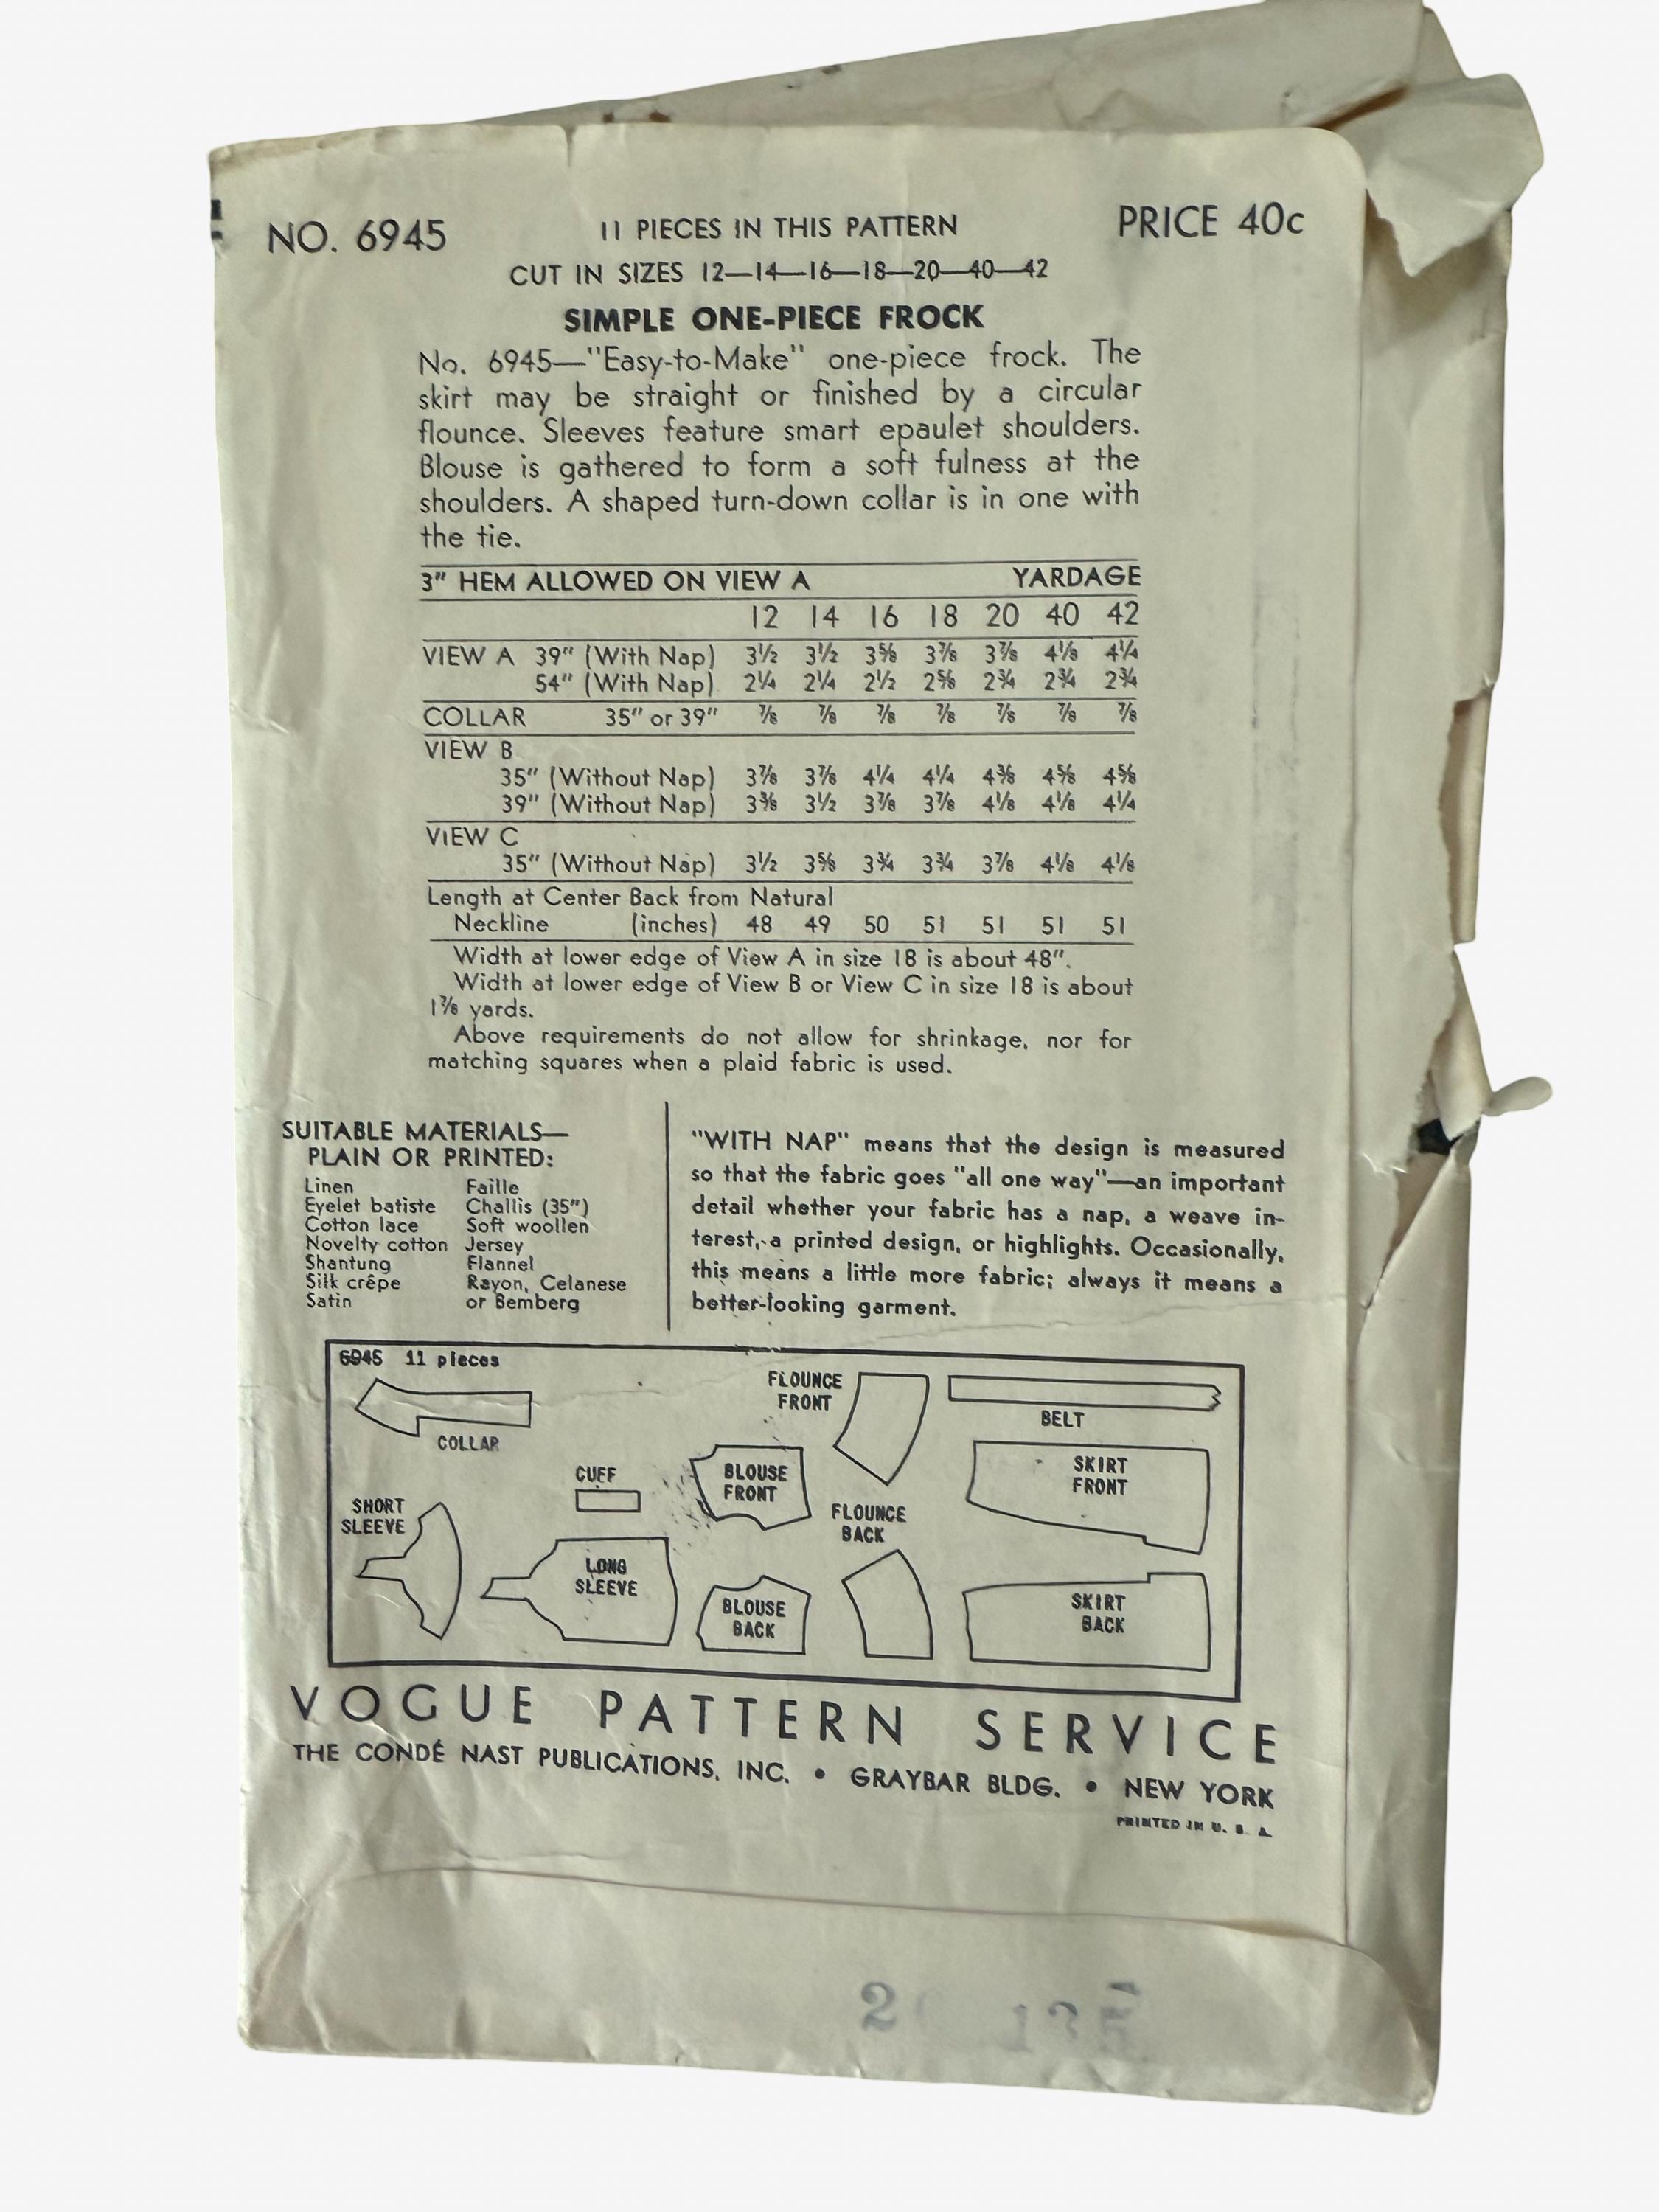 NO. 6945
11 PIECES IN THIS PATTERN
PRICE 40c
CUT IN SIZES 12—14—16—18—20—40—42
SIMPLE ONE-PIECE FROCK
No. 6945—"Easy-to-Make" one-piece frock. The
skirt may be straight or finished by a circular
flounce. Sleeves feature smart epaulet shoulders.
Blouse is gathered to form a soft fulness at the
shoulders. A shaped turn-down collar is in one with
the tie.
3" HEM ALLOWED ON VIEW A YARDAGE
12 14 16 18 20 40 42
VIEW A 39" (With Nap) 3½ 3½ 3⅝ 3⅞ 3⅞ 4⅛ 4¼
54" (With Nap) 2¼ 2¼ 2½ 2⅝ 2¾ 2¾ 2¾
COLLAR 35" or 39" ⅞ ⅞ ⅞ ⅞ ⅞ ⅞ ⅞
VIEW B
35" (Without Nap) 3⅞ 3⅞ 4¼ 4¼ 4⅜ 4⅝ 4⅝
39" (Without Nap) 3⅜ 3½ 3⅞ 3⅞ 4⅛ 4⅛ 4¼
VIEW C
35" (Without Nap) 3½ 3⅝ 3¾ 3¾ 3⅞ 4⅛ 4⅛
Length at Center Back from Natural
Neckline (inches) 48 49 50 51 51 51 51
Width at lower edge of View A in size 18 is about 48".
Width at lower edge of View B or View C in size 18 is about
1⅞ yards.
Above requirements do not allow for shrinkage, nor for
matching squares when a plaid fabric is used.
SUITABLE MATERIALS—
PLAIN OR PRINTED:
Linen Faille
Eyelet batiste Challis (35")
Cotton lace Soft woollen
Novelty cotton Jersey
Shantung Flannel
Silk crêpe Rayon, Celanese
Satin or Bemberg
"WITH NAP" means that the design is measured
so that the fabric goes "all one way"—an important
detail whether your fabric has a nap, a weave in-
terest, a printed design, or highlights. Occasionally,
this means a little more fabric; always it means a
better-looking garment.
6945 11 pieces
COLLAR
FLOUNCE
FRONT
BELT
CUFF
BLOUSE
FRONT
SKIRT
FRONT
SHORT
SLEEVE
FLOUNCE
BACK
LONG
SLEEVE
BLOUSE
BACK
SKIRT
BACK
VOGUE PATTERN SERVICE
THE CONDÉ NAST PUBLICATIONS, INC. • GRAYBAR BLDG. • NEW YORK
PRINTED IN U. S. A.
2